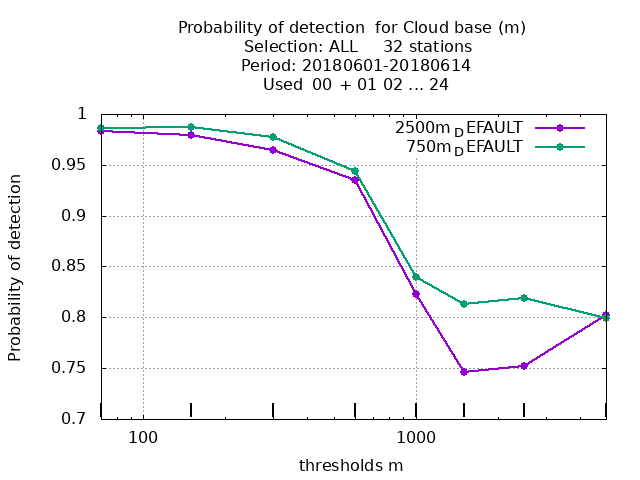 Probability of detection  for Cloud base (m)
Selection: ALL     32 stations
Period: 20180601-20180614
Used  00 + 01 02 ... 24
2500m_DEFAULT
750m_DEFAULT
1
0.95
0.9
0.85
0.8
0.75
0.7
Probability of detection
100
1000
thresholds m